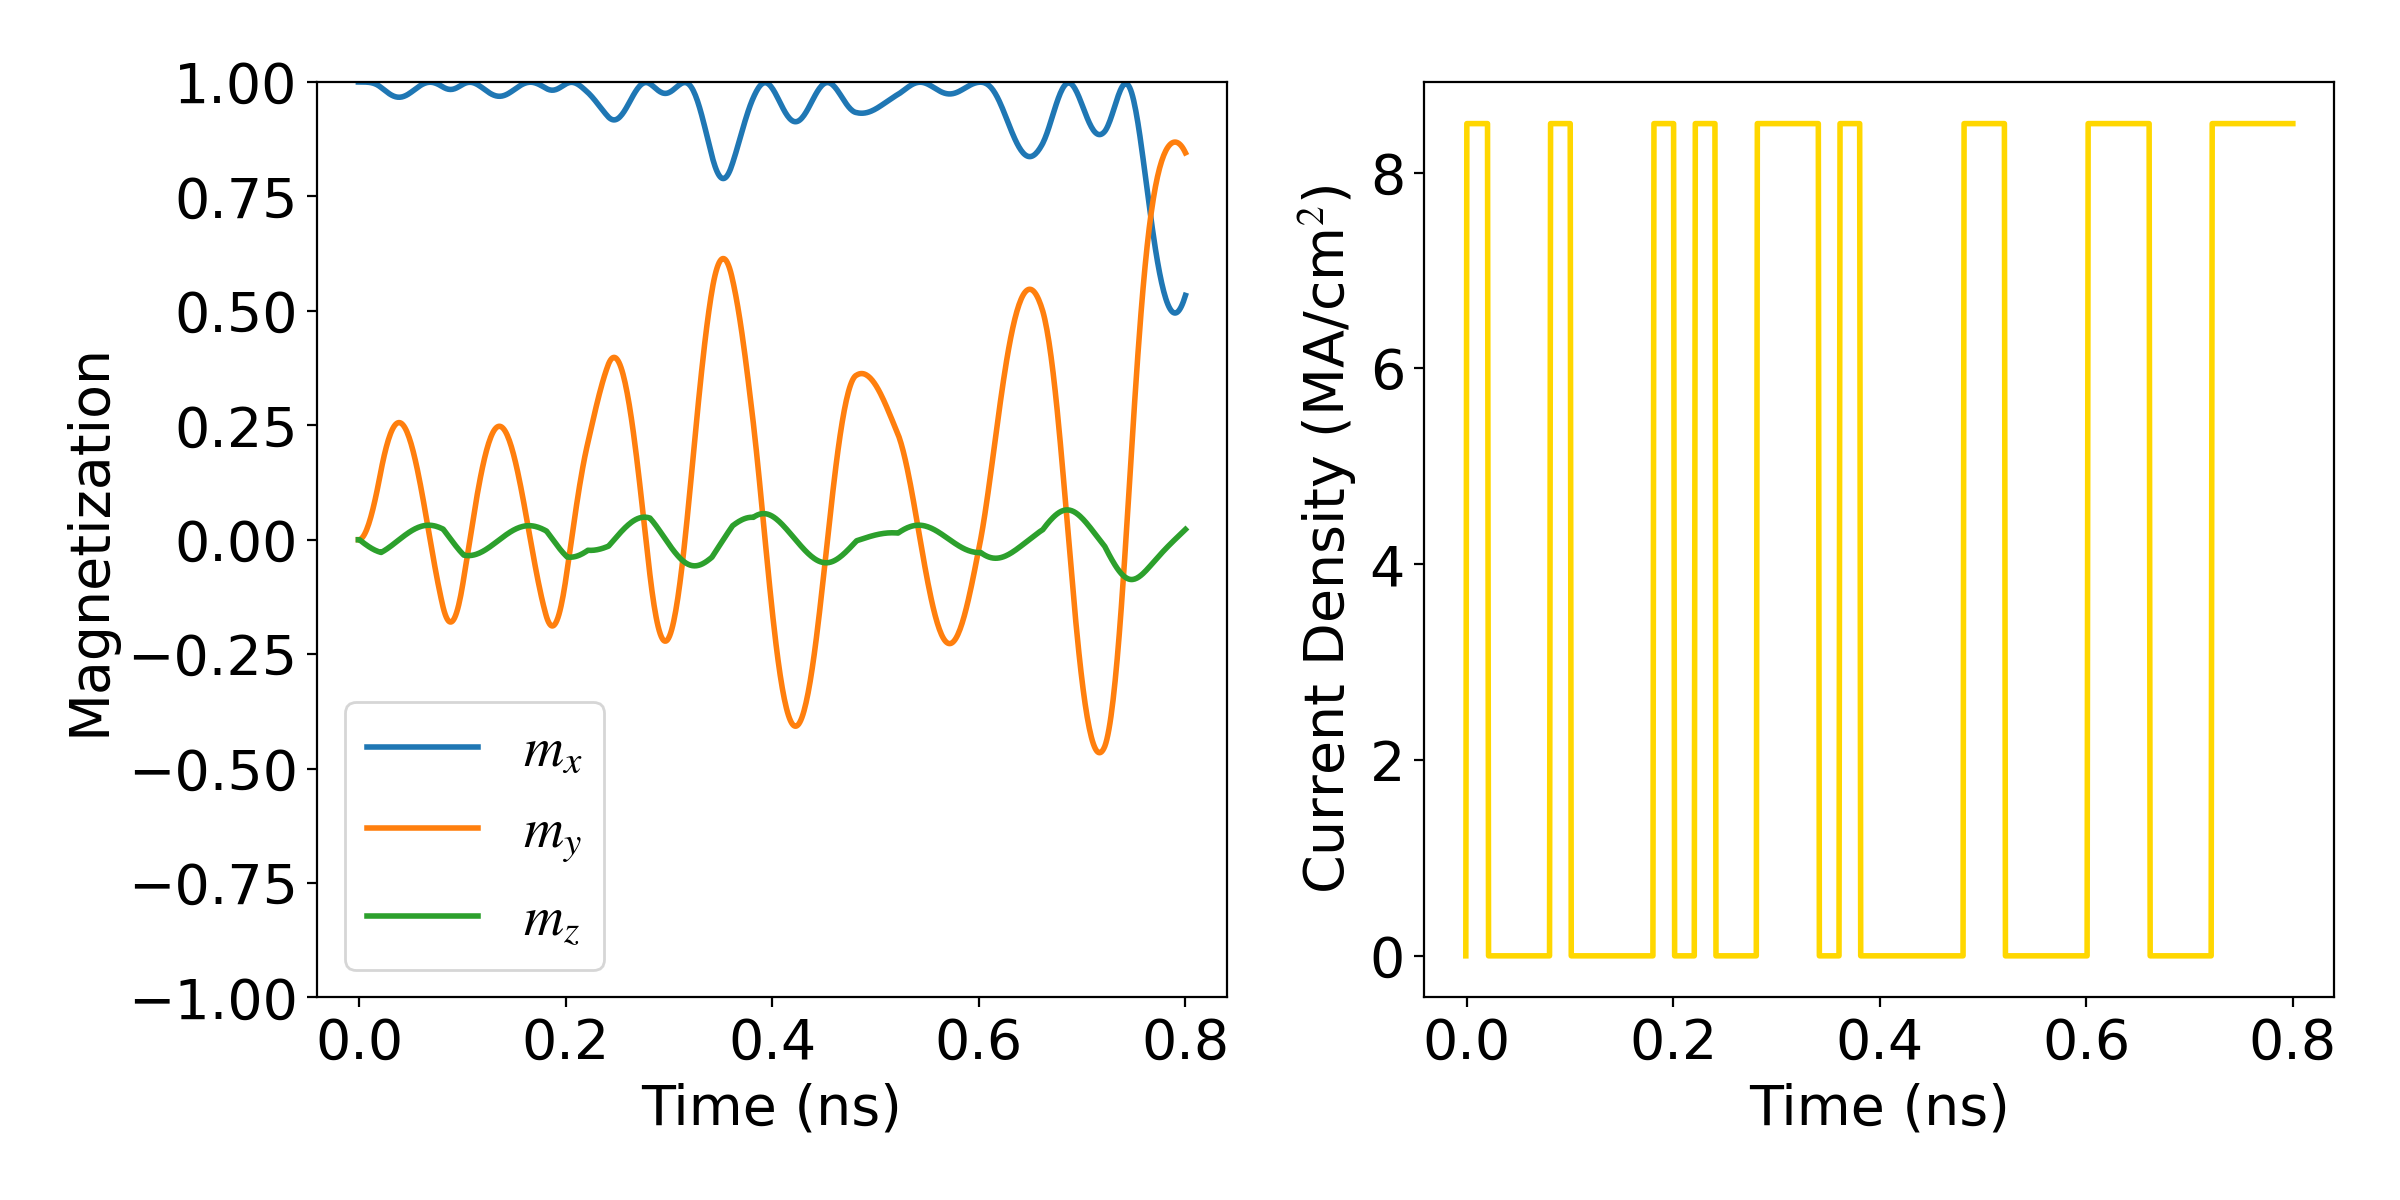 1.00
0.75
0.50
0.25
0.00
−0.25
−0.50
−0.75
−1.00
Magnetization
m_x
m_y
m_z
0.0 0.2 0.4 0.6 0.8
Time (ns)
8
6
4
2
0
Current Density (MA/cm²)
0.0 0.2 0.4 0.6 0.8
Time (ns)